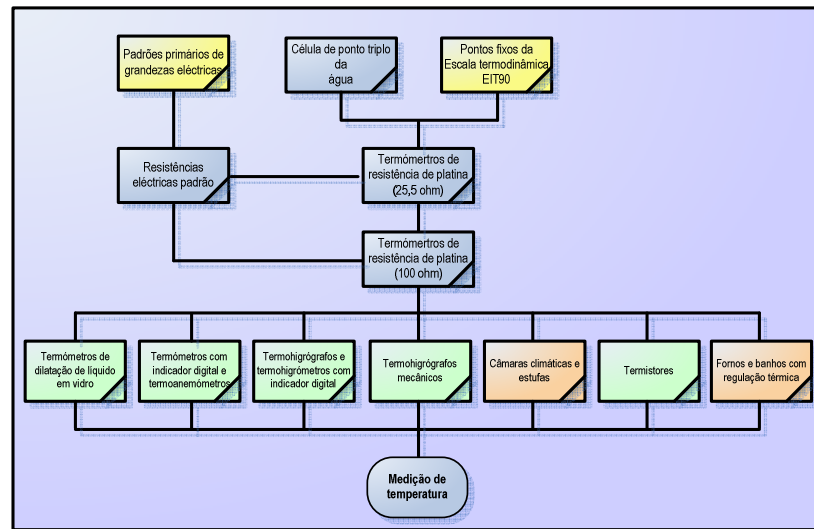 Padrões primários de
grandezas eléctricas
Célula de ponto triplo
da
água
Pontos fixos da
Escala termodinâmica
EIT90
Resistências
eléctricas padrão
Termómertros de
resistência de platina
(25,5 ohm)
Termómertros de
resistência de platina
(100 ohm)
Termómetros de
dilatação de líquido
em vidro
Termómetros com
indicador digital e
termoanemómetros
Termohigrógrafos e
termohigrómetros com
indicador digital
Termohigrógrafos
mecânicos
Câmaras climáticas e
estufas
Termistores
Fornos e banhos com
regulação térmica
Medição de
temperatura